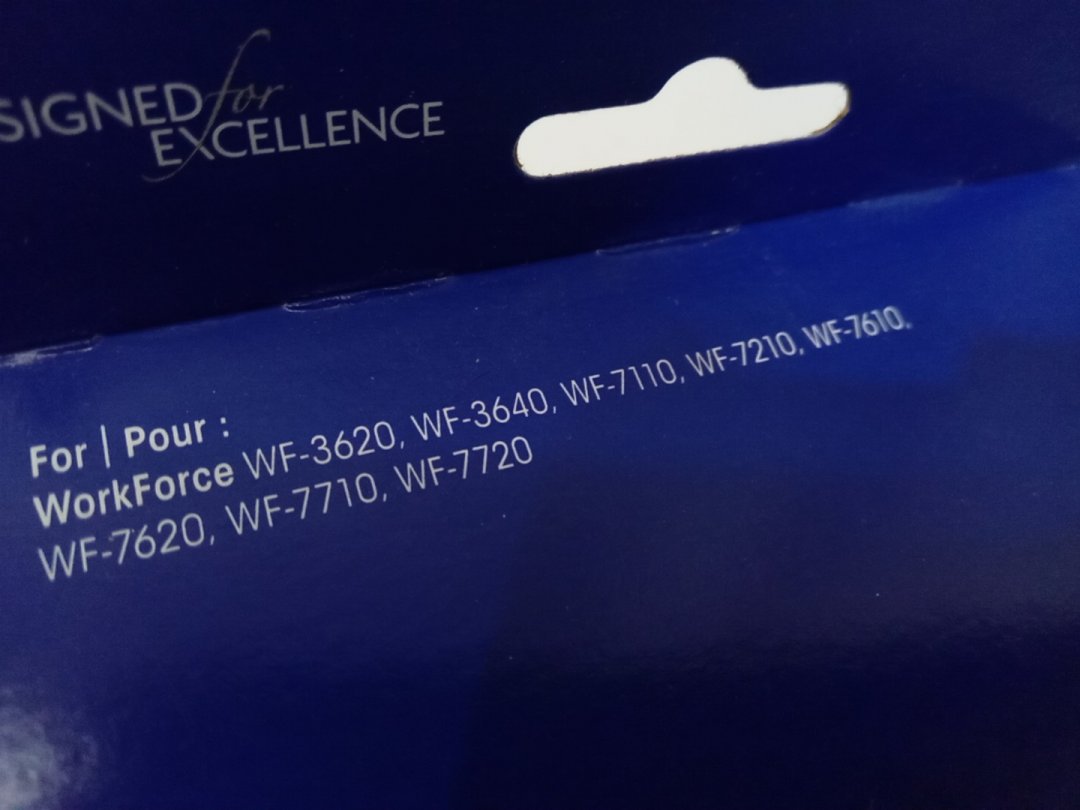 SIGNED for
EXCELLENCE
For | Pour :
WorkForce WF-3620, WF-3640, WF-7110, WF-7210, WF-7610,
WF-7620, WF-7710, WF-7720